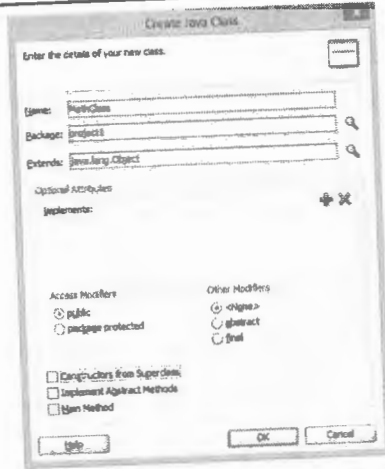 Create Java Class
Enter the details of your new class.
Name: MathClass
Package: project1
Extends: java.lang.Object
Optional Attributes
Implements:
Access Modifiers
Other Modifiers
public
<None>
package protected
abstract
final
Constructors from Superclass
Implement Abstract Methods
Main Method
Help
OK
Cancel